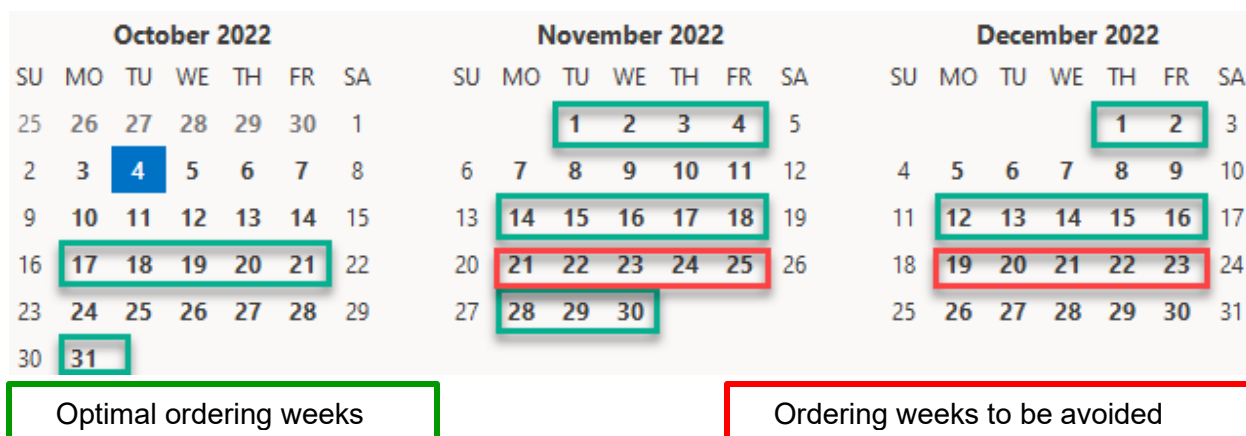 October 2022 November 2022 December 2022
SU MO TU WE TH FR SA SU MO TU WE TH FR SA SU MO TU WE TH FR SA
25 26 27 28 29 30 1 1 2 3 4 5 1 2 3
2 3 4 5 6 7 8 6 7 8 9 10 11 12 4 5 6 7 8 9 10
9 10 11 12 13 14 15 13 14 15 16 17 18 19 11 12 13 14 15 16 17
16 17 18 19 20 21 22 20 21 22 23 24 25 26 18 19 20 21 22 23 24
23 24 25 26 27 28 29 27 28 29 30 25 26 27 28 29 30 31
30 31
Optimal ordering weeks Ordering weeks to be avoided